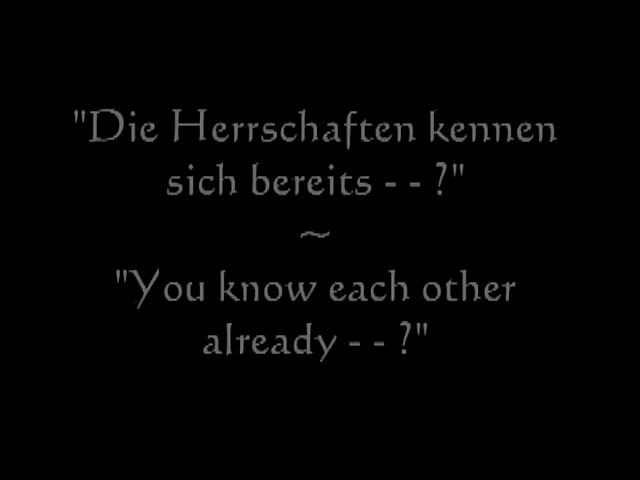 "Die Herrschaften kennen
sich bereits - - ?"
~
"You know each other
already - - ?"